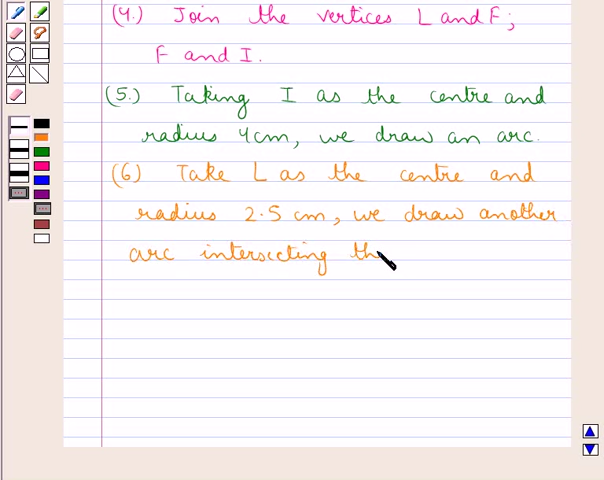 (4.) Join the vertices L and F;
F and I.
(5.) Taking I as the centre and
radius 4cm, we draw an arc.
(6) Take L as the centre and
radius 2.5 cm, we draw another
arc intersecting th